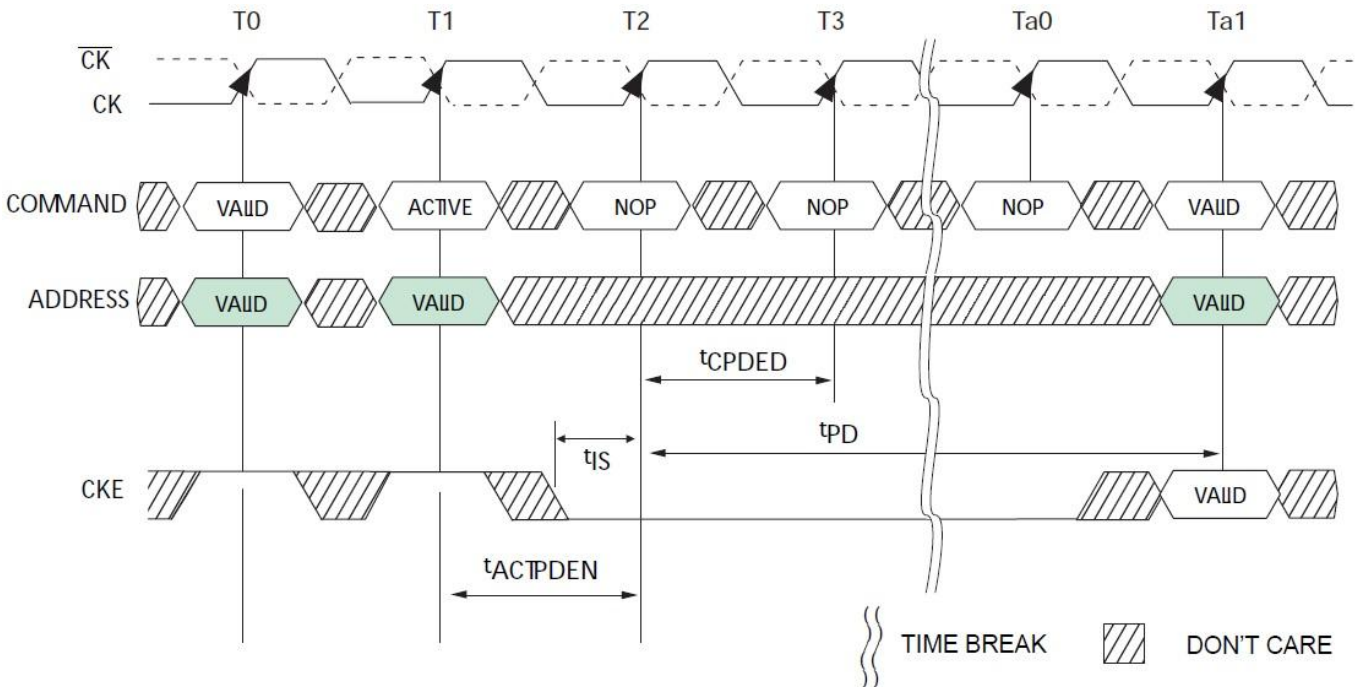 T0 T1 T2 T3 Ta0 Ta1
CK
CK
COMMAND VALID ACTIVE NOP NOP NOP VALID
ADDRESS VALID VALID VALID
tCPDED
tIS tPD
CKE VALID
tACTPDEN
TIME BREAK DON'T CARE